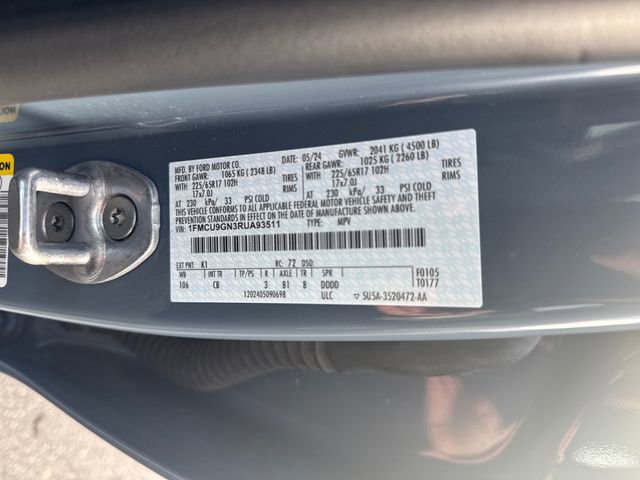 MFD. BY FORD MOTOR CO.
DATE: 05/24 GVWR: 2041 KG ( 4500 LB)
FRONT GAWR: 1065 KG ( 2348 LB) REAR GAWR: 1025 KG ( 2260 LB)
WITH TIRES WITH TIRES
225/65R17 102H 225/65R17 102H
17x7.0J RIMS 17x7.0J RIMS
AT 230 kPa/ 33 PSI COLD AT 230 kPa/ 33 PSI COLD
THIS VEHICLE CONFORMS TO ALL APPLICABLE FEDERAL MOTOR VEHICLE SAFETY AND THEFT PREVENTION
STANDARDS IN EFFECT ON THE DATE OF MANUFACTURE SHOWN ABOVE.
VIN: 1FMCU9GN3RUA93511 TYPE: MPV
EXT PNT: K1 RC: 72 DSO: F0105
WB INT TR TP/PS R AXLE TR SPR T0177
106 CB 3 81 8 DDDD
1202405090698 ULC ▽ 5U5A-3520472-AA